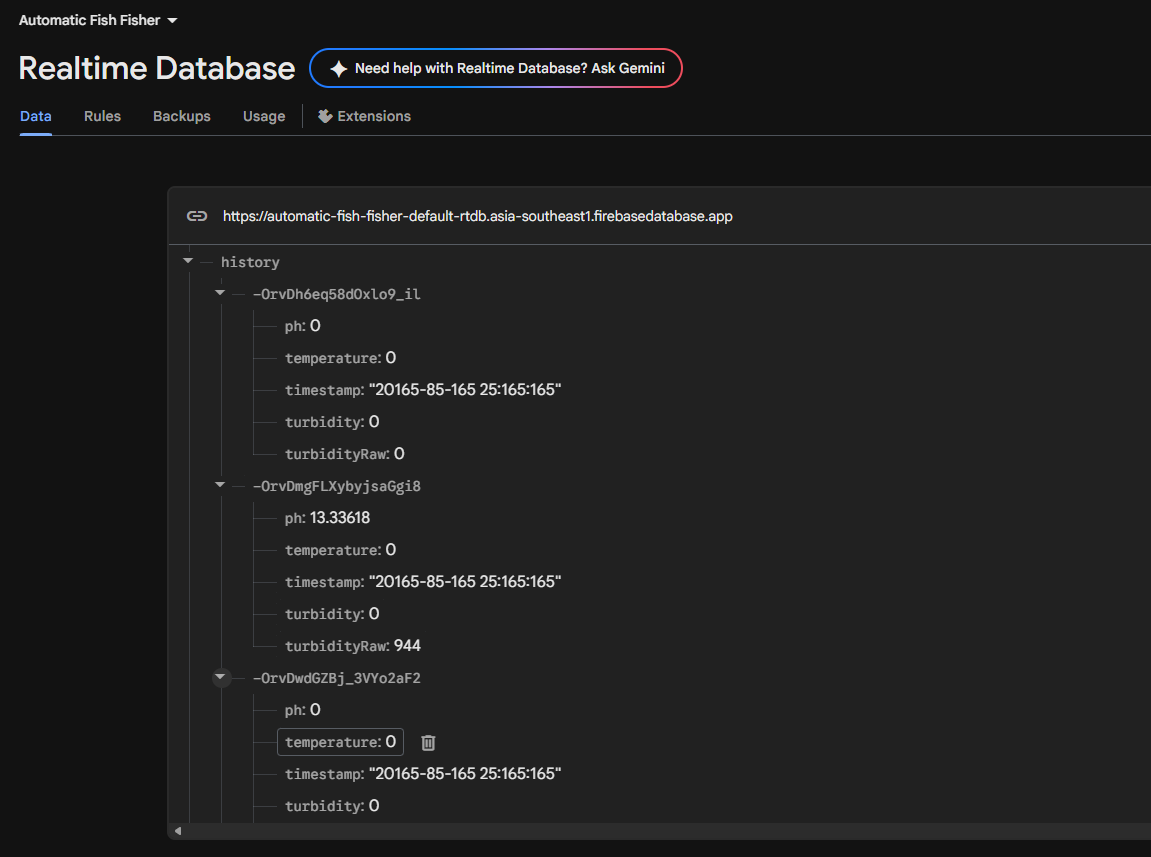 Automatic Fish Fisher
Realtime Database
Need help with Realtime Database? Ask Gemini
Data Rules Backups Usage Extensions
https://automatic-fish-fisher-default-rtdb.asia-southeast1.firebasedatabase.app
history
-OrvDh6eq58dOxlo9_il
ph: 0
temperature: 0
timestamp: "20165-85-165 25:165:165"
turbidity: 0
turbidityRaw: 0
-OrvDmgFLXybyjsaGgi8
ph: 13.33618
temperature: 0
timestamp: "20165-85-165 25:165:165"
turbidity: 0
turbidityRaw: 944
-OrvDwdGZBj_3VYo2aF2
ph: 0
temperature: 0
timestamp: "20165-85-165 25:165:165"
turbidity: 0